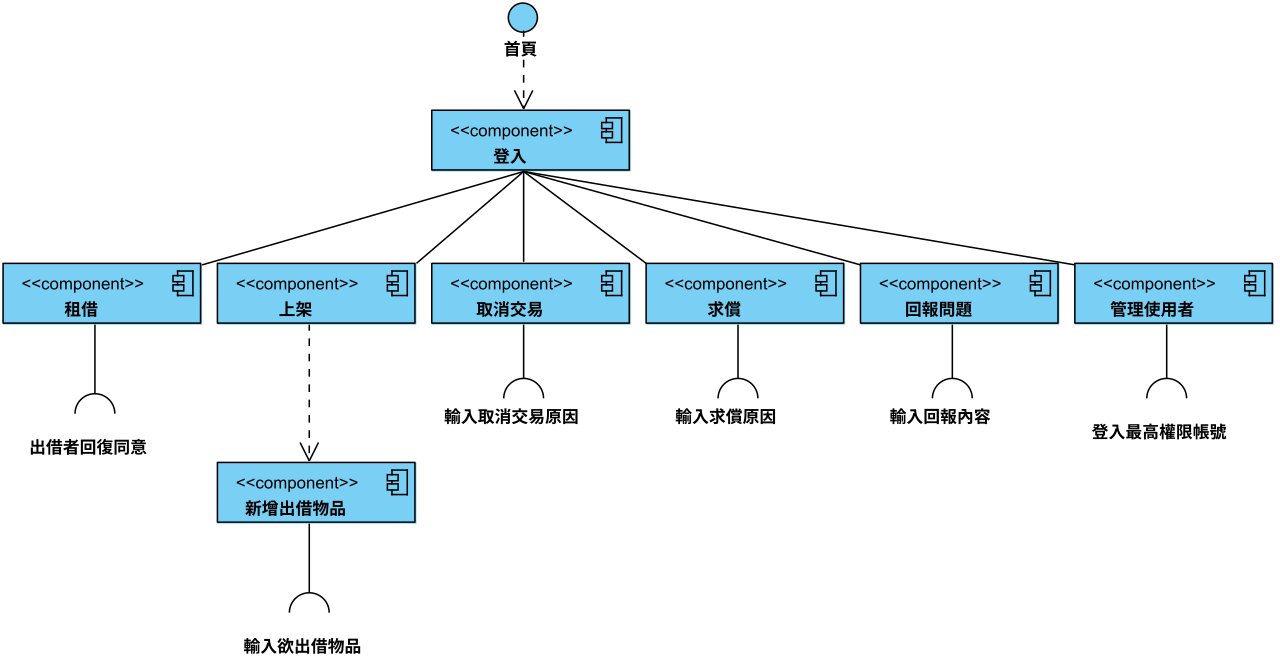 首頁
<<component>>
登入
<<component>>
租借
<<component>>
上架
<<component>>
取消交易
<<component>>
求償
<<component>>
回報問題
<<component>>
管理使用者
出借者回復同意
輸入取消交易原因
輸入求償原因
輸入回報內容
登入最高權限帳號
<<component>>
新增出借物品
輸入欲出借物品